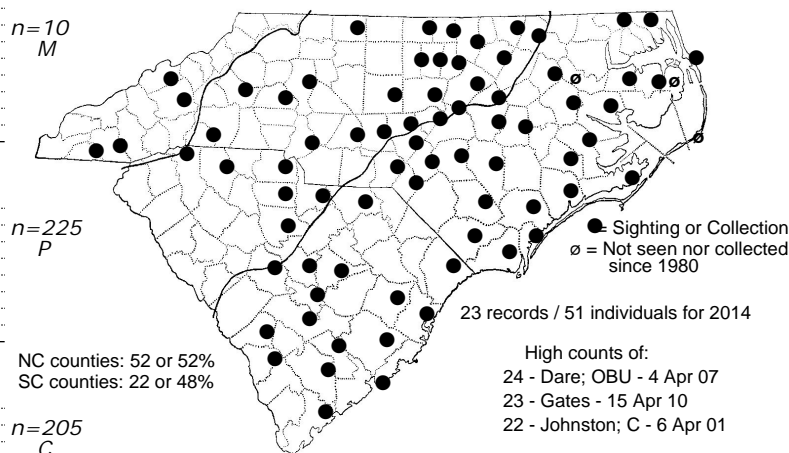 n=10
M
n=225
P
n=205
C
● = Sighting or Collection
ø = Not seen nor collected
since 1980
23 records / 51 individuals for 2014
NC counties: 52 or 52%
SC counties: 22 or 48%
High counts of:
24 - Dare; OBU - 4 Apr 07
23 - Gates - 15 Apr 10
22 - Johnston; C - 6 Apr 01